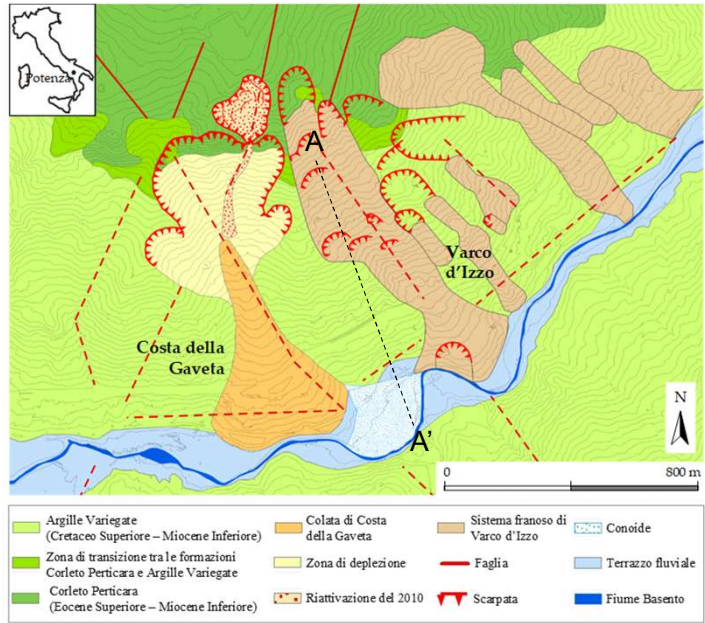 Potenza
A
Varco
d'Izzo
Costa della
Gaveta
N
A'
0 800 m
Argille Variegate
(Cretaceo Superiore – Miocene Inferiore)
Zona di transizione tra le formazioni
Corleto Perticara e Argille Variegate
Corleto Perticara
(Eocene Superiore – Miocene Inferiore)
Colata di Costa
della Gaveta
Zona di deplezione
Riattivazione del 2010
Sistema franoso di
Varco d'Izzo
Faglia
Scarpata
Conoide
Terrazzo fluviale
Fiume Basento